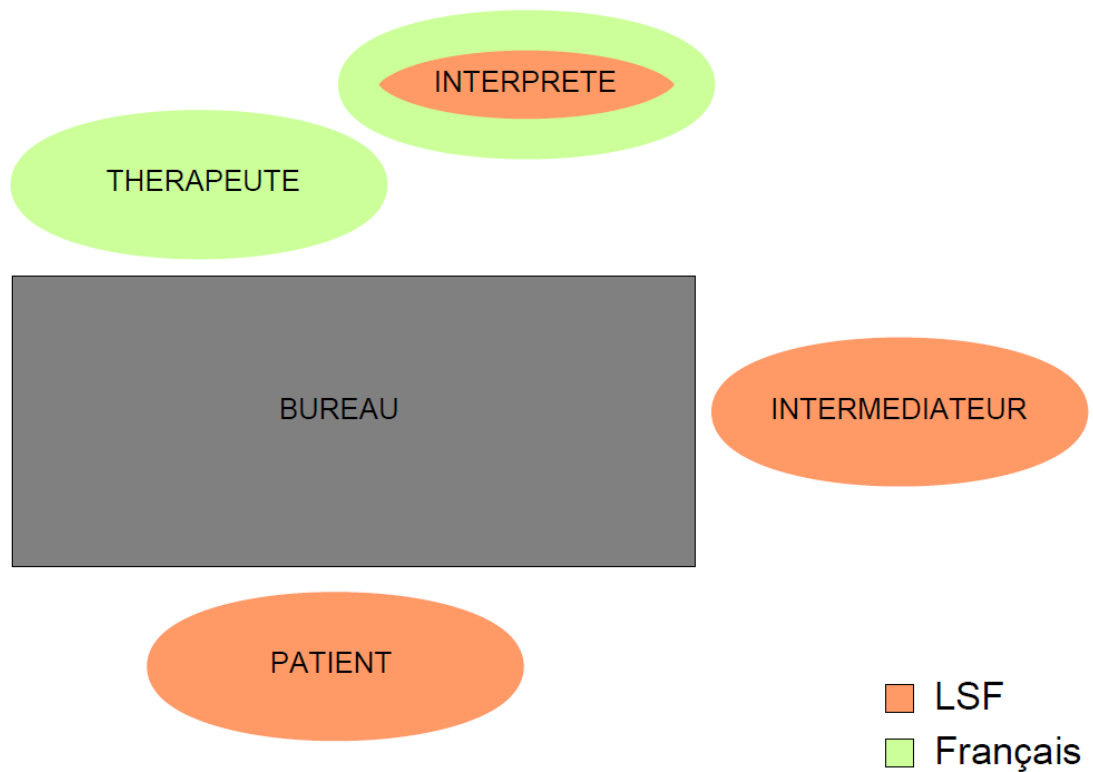 INTERPRETE
THERAPEUTE
BUREAU
INTERMEDIATEUR
PATIENT
LSF
Français